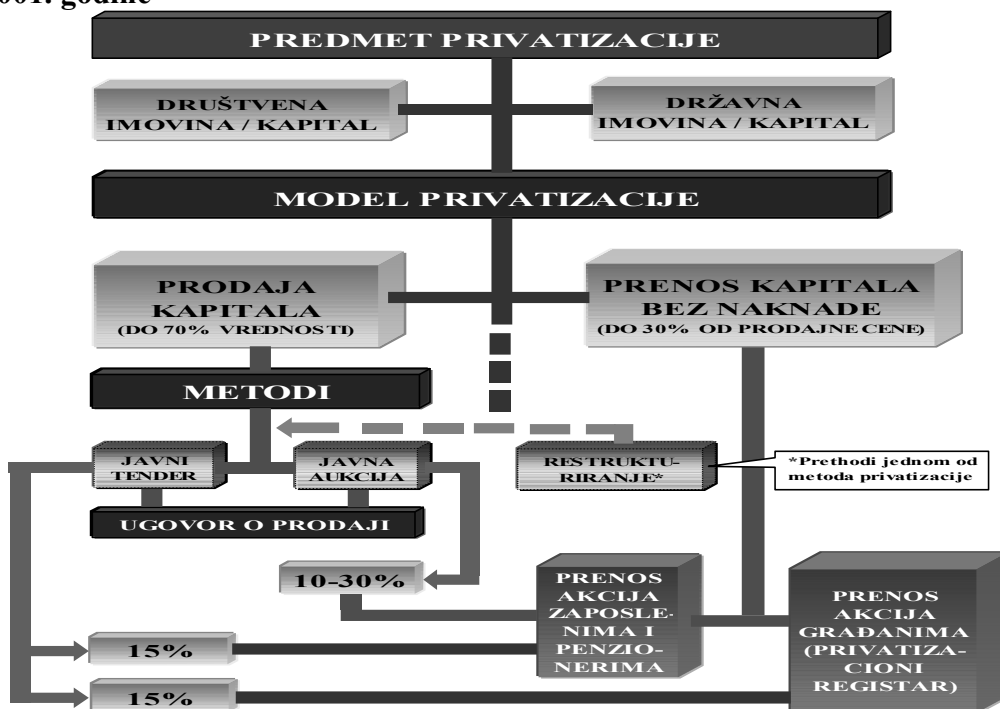 001. godine
PREDMET PRIVATIZACIJE
DRUŠTVENA
IMOVINA / KAPITAL
DRŽAVNA
IMOVINA / KAPITAL
MODEL PRIVATIZACIJE
PRODAJA
KAPITALA
(DO 70% VREDNOSTI)
PRENOS KAPITALA
BEZ NAKNADE
(DO 30% OD PRODAJNE CENE)
METODI
JAVNI
TENDER
JAVNA
AUKCIJA
RESTRUKTU-
RIRANJE*
*Prethodi jednom od
metoda privatizacije
UGOVOR O PRODAJI
10-30%
PRENOS
AKCIJA
ZAPOSLE-
NIMA I
PENZIO-
NERIMA
PRENOS
AKCIJA
GRAĐANIMA
(PRIVATIZA-
CIONI
REGISTAR)
15%
15%